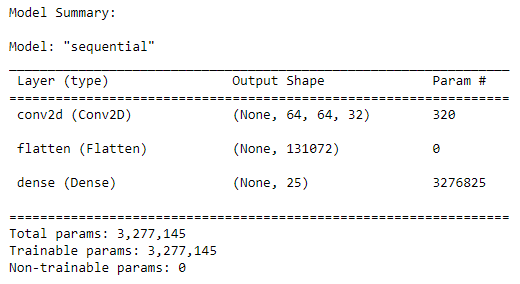 Model Summary:
Model: "sequential"
Layer (type) Output Shape Param #
conv2d (Conv2D) (None, 64, 64, 32) 320
flatten (Flatten) (None, 131072) 0
dense (Dense) (None, 25) 3276825
Total params: 3,277,145
Trainable params: 3,277,145
Non-trainable params: 0